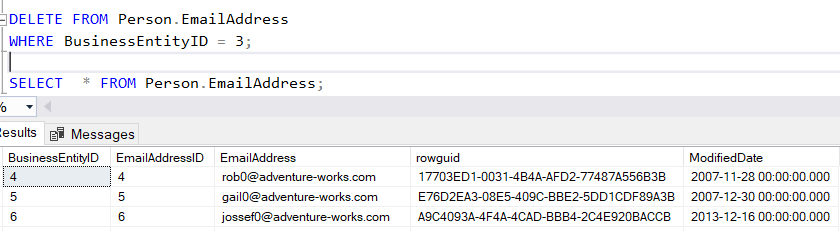 DELETE FROM Person.EmailAddress
WHERE BusinessEntityID = 3;
SELECT * FROM Person.EmailAddress;
%
Results Messages
BusinessEntityID EmailAddressID EmailAddress rowguid ModifiedDate
4 4 rob0@adventure-works.com 17703ED1-0031-4B4A-AFD2-77487A556B3B 2007-11-28 00:00:00.000
5 5 gail0@adventure-works.com E76D2EA3-08E5-409C-BBE2-5DD1CDF89A3B 2007-12-30 00:00:00.000
6 6 jossef0@adventure-works.com A9C4093A-4F4A-4CAD-BBB4-2C4E920BACCB 2013-12-16 00:00:00.000